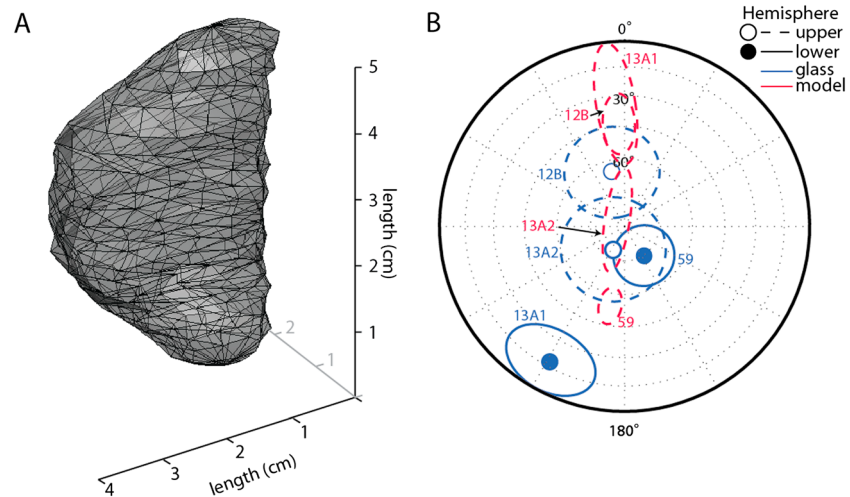 A
5
4
3
2
1
length (cm)
2
1
1
2
3
4
length (cm)
B
Hemisphere
upper
lower
glass
model
0°
13A1
30°
12B
60°
12B
13A2
13A2
59
13A1
59
180°